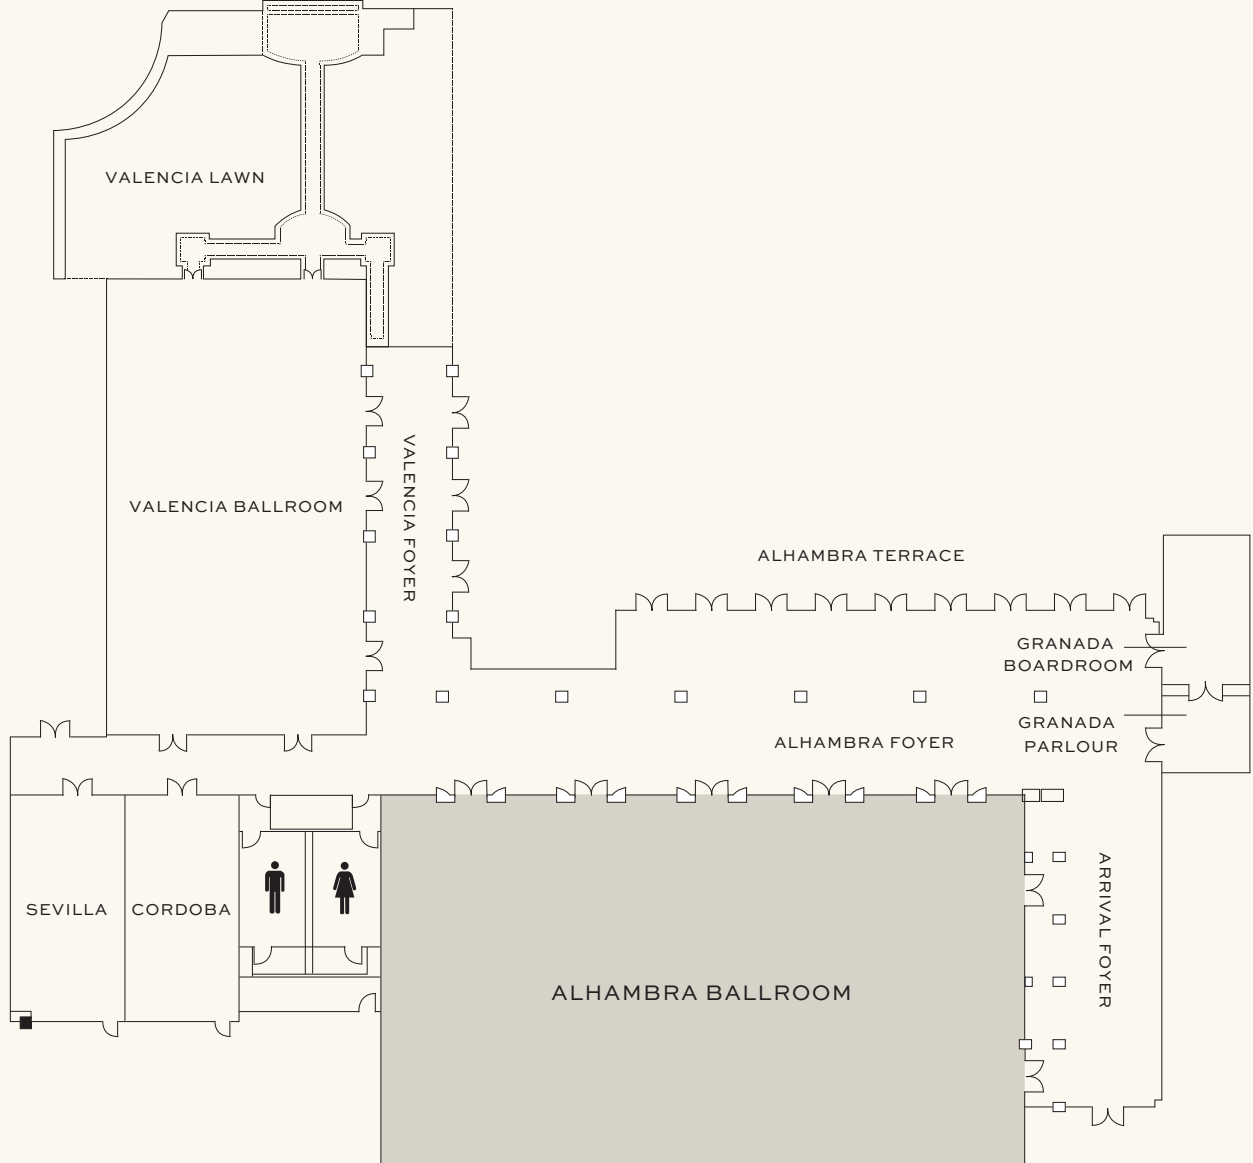 VALENCIA LAWN
VALENCIA BALLROOM
VALENCIA FOYER
ALHAMBRA TERRACE
GRANADA
BOARDROOM
GRANADA
PARLOUR
ALHAMBRA FOYER
SEVILLA
CORDOBA
ARRIVAL FOYER
ALHAMBRA BALLROOM